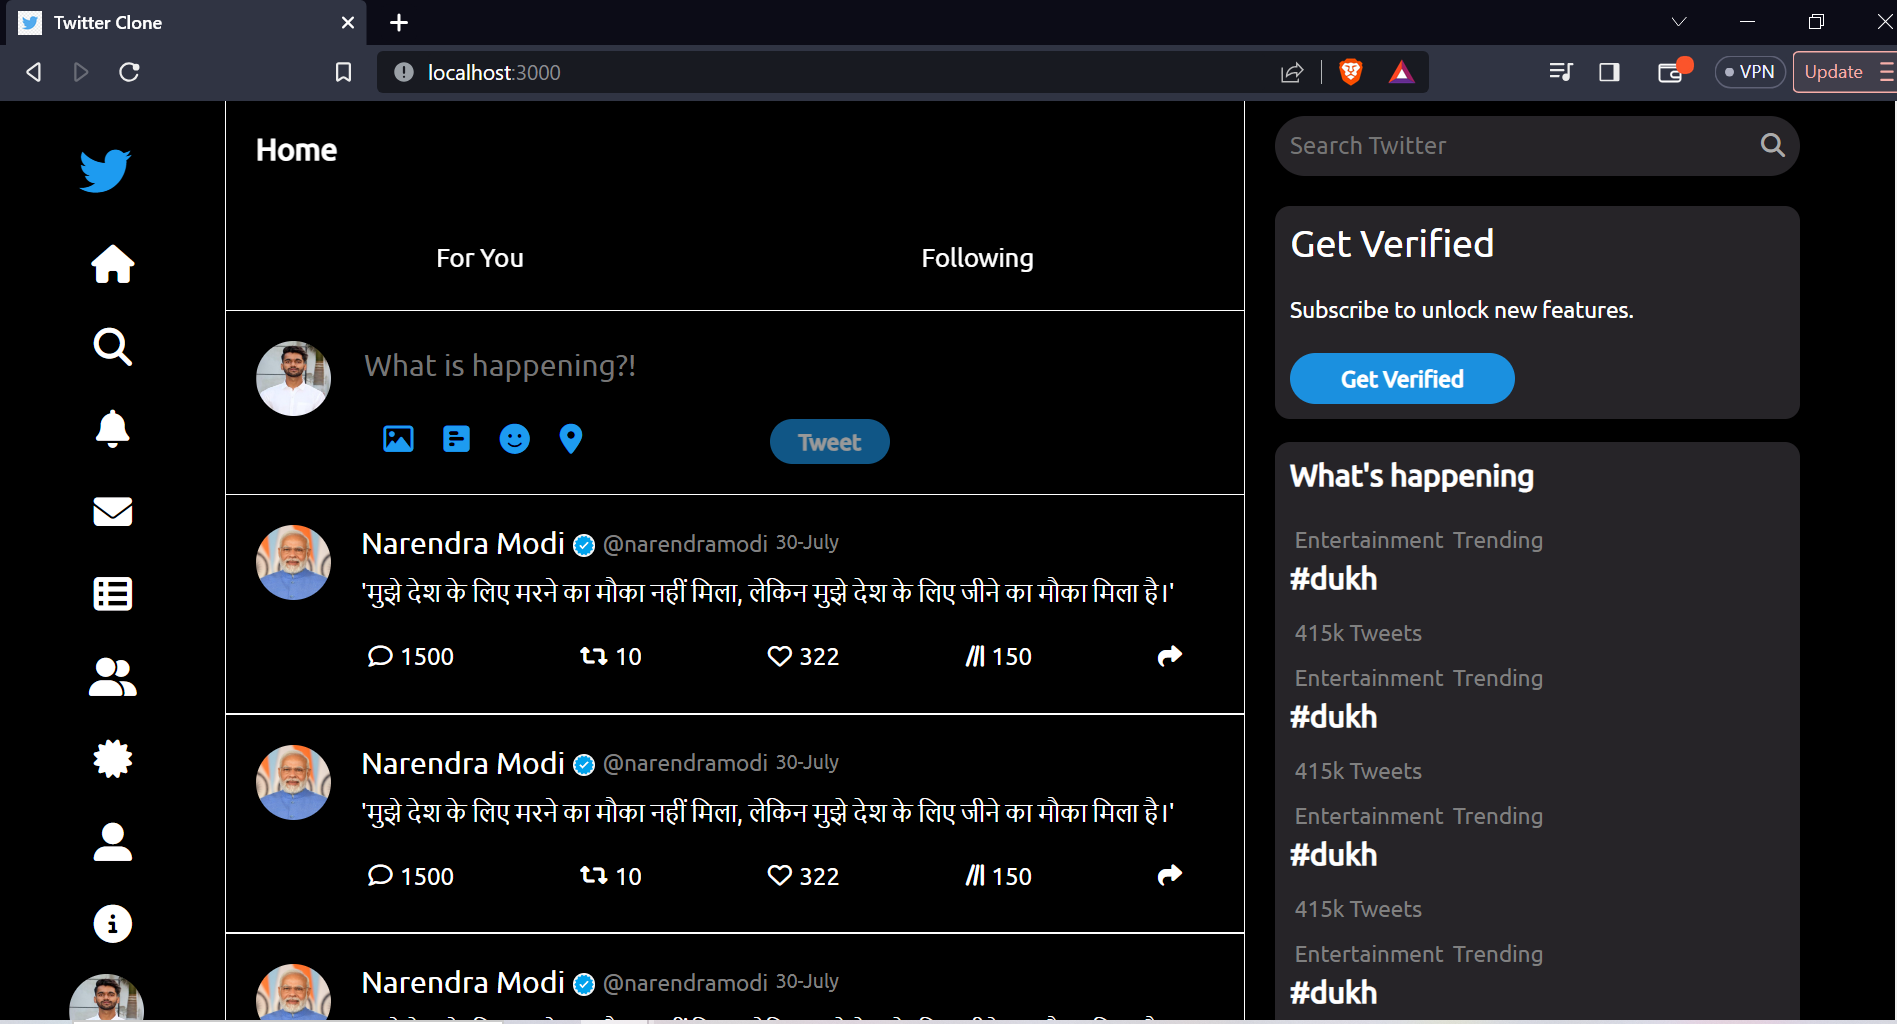 Twitter Clone
localhost:3000
VPN
Update
Home
For You
Following
What is happening?!
Tweet
Narendra Modi @narendramodi 30-July
'मुझे देश के लिए मरने का मौका नहीं मिला, लेकिन मुझे देश के लिए जीने का मौका मिला है।'
1500 10 322 150
Narendra Modi @narendramodi 30-July
'मुझे देश के लिए मरने का मौका नहीं मिला, लेकिन मुझे देश के लिए जीने का मौका मिला है।'
1500 10 322 150
Narendra Modi @narendramodi 30-July
Search Twitter
Get Verified
Subscribe to unlock new features.
Get Verified
What's happening
Entertainment Trending
#dukh
415k Tweets
Entertainment Trending
#dukh
415k Tweets
Entertainment Trending
#dukh
415k Tweets
Entertainment Trending
#dukh